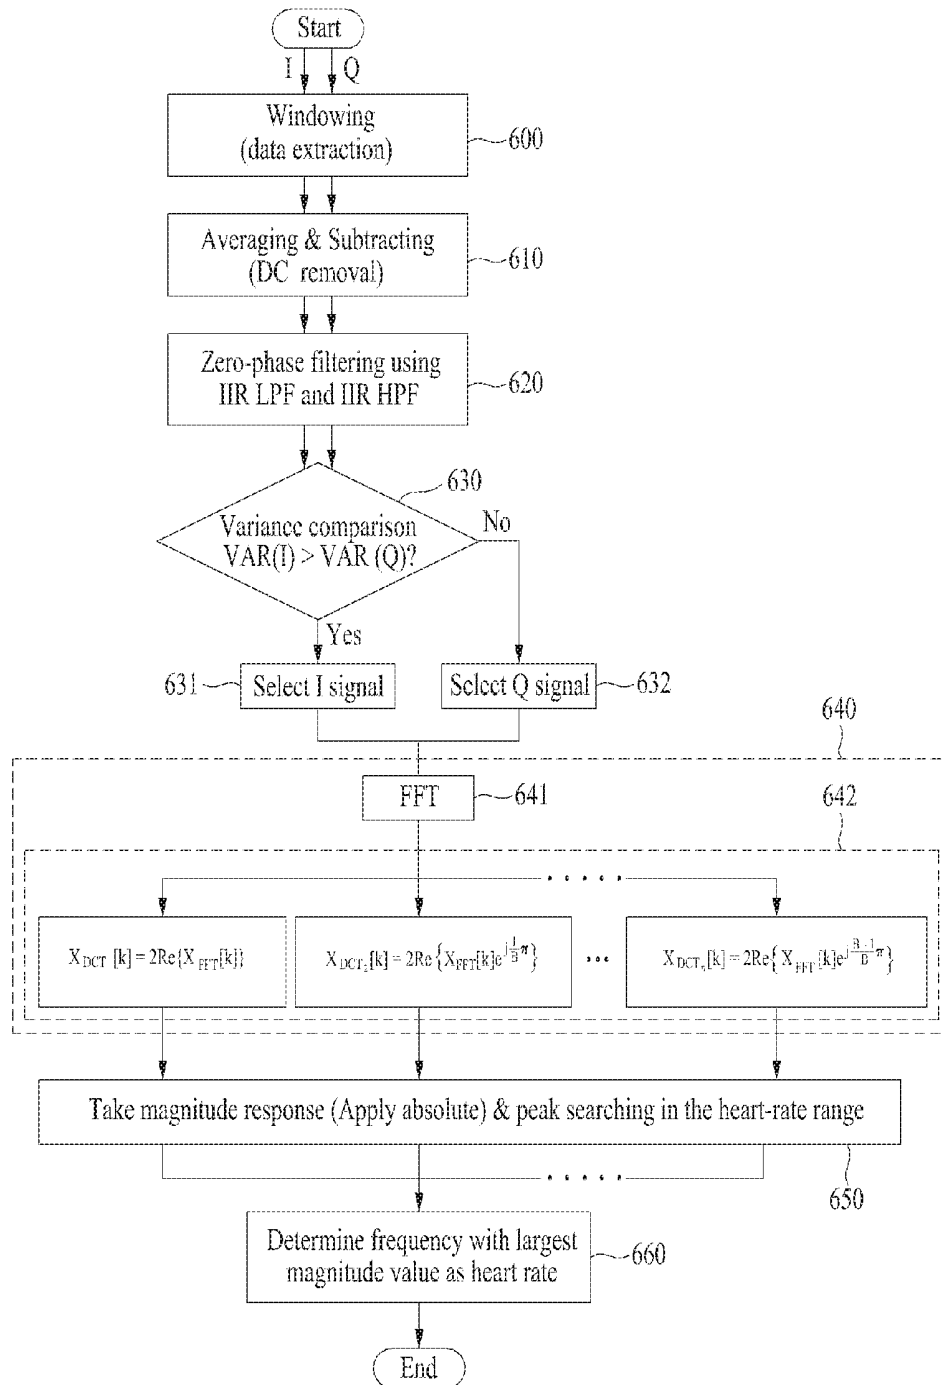 Start
I Q
Windowing
(data extraction)
600
Averaging & Subtracting
(DC removal)
610
Zero-phase filtering using
IIR LPF and IIR HPF
620
630
Variance comparison
VAR(I) > VAR (Q)?
No
Yes
631
Select I signal
Select Q signal
632
640
FFT
641
642
X_DCT [k] = 2Re{X_FFT[k]}
X_DCT₂[k] = 2Re{X_FFT[k]e^{j\frac{1}{B}π}}
X_DCT [k] = 2Re{X_FFT[k]e^{j\frac{B-1}{B}π}}
Take magnitude response (Apply absolute) & peak searching in the heart-rate range
650
Determine frequency with largest
magnitude value as heart rate
660
End